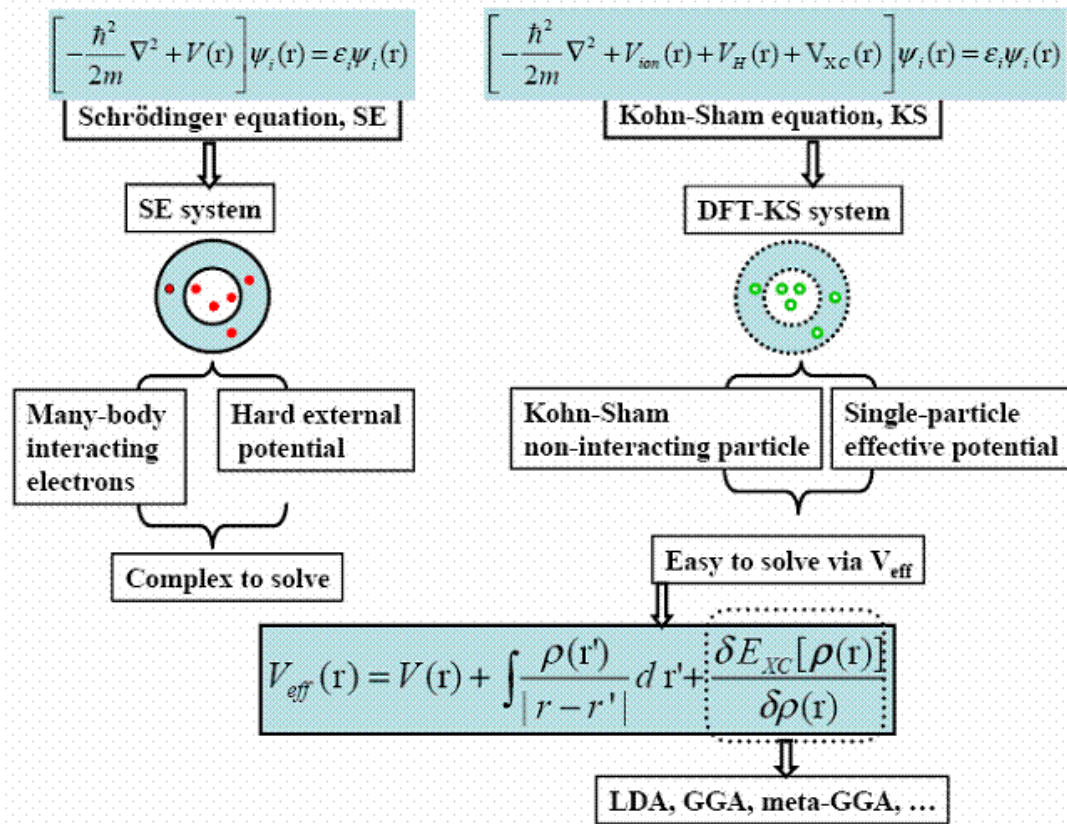 [-ħ²/2m ∇² + V(r)]ψᵢ(r) = εᵢψᵢ(r)
[-ħ²/2m ∇² + V_ion(r) + V_H(r) + V_XC(r)]ψᵢ(r) = εᵢψᵢ(r)
Schrödinger equation, SE
Kohn-Sham equation, KS
SE system
DFT-KS system
Many-body
interacting
electrons
Hard external
potential
Kohn-Sham
non-interacting particle
Single-particle
effective potential
Complex to solve
Easy to solve via V_eff
V_eff(r) = V(r) + ∫ρ(r')/|r - r'| d r' + δE_XC[ρ(r)]/δρ(r)
LDA, GGA, meta-GGA, …